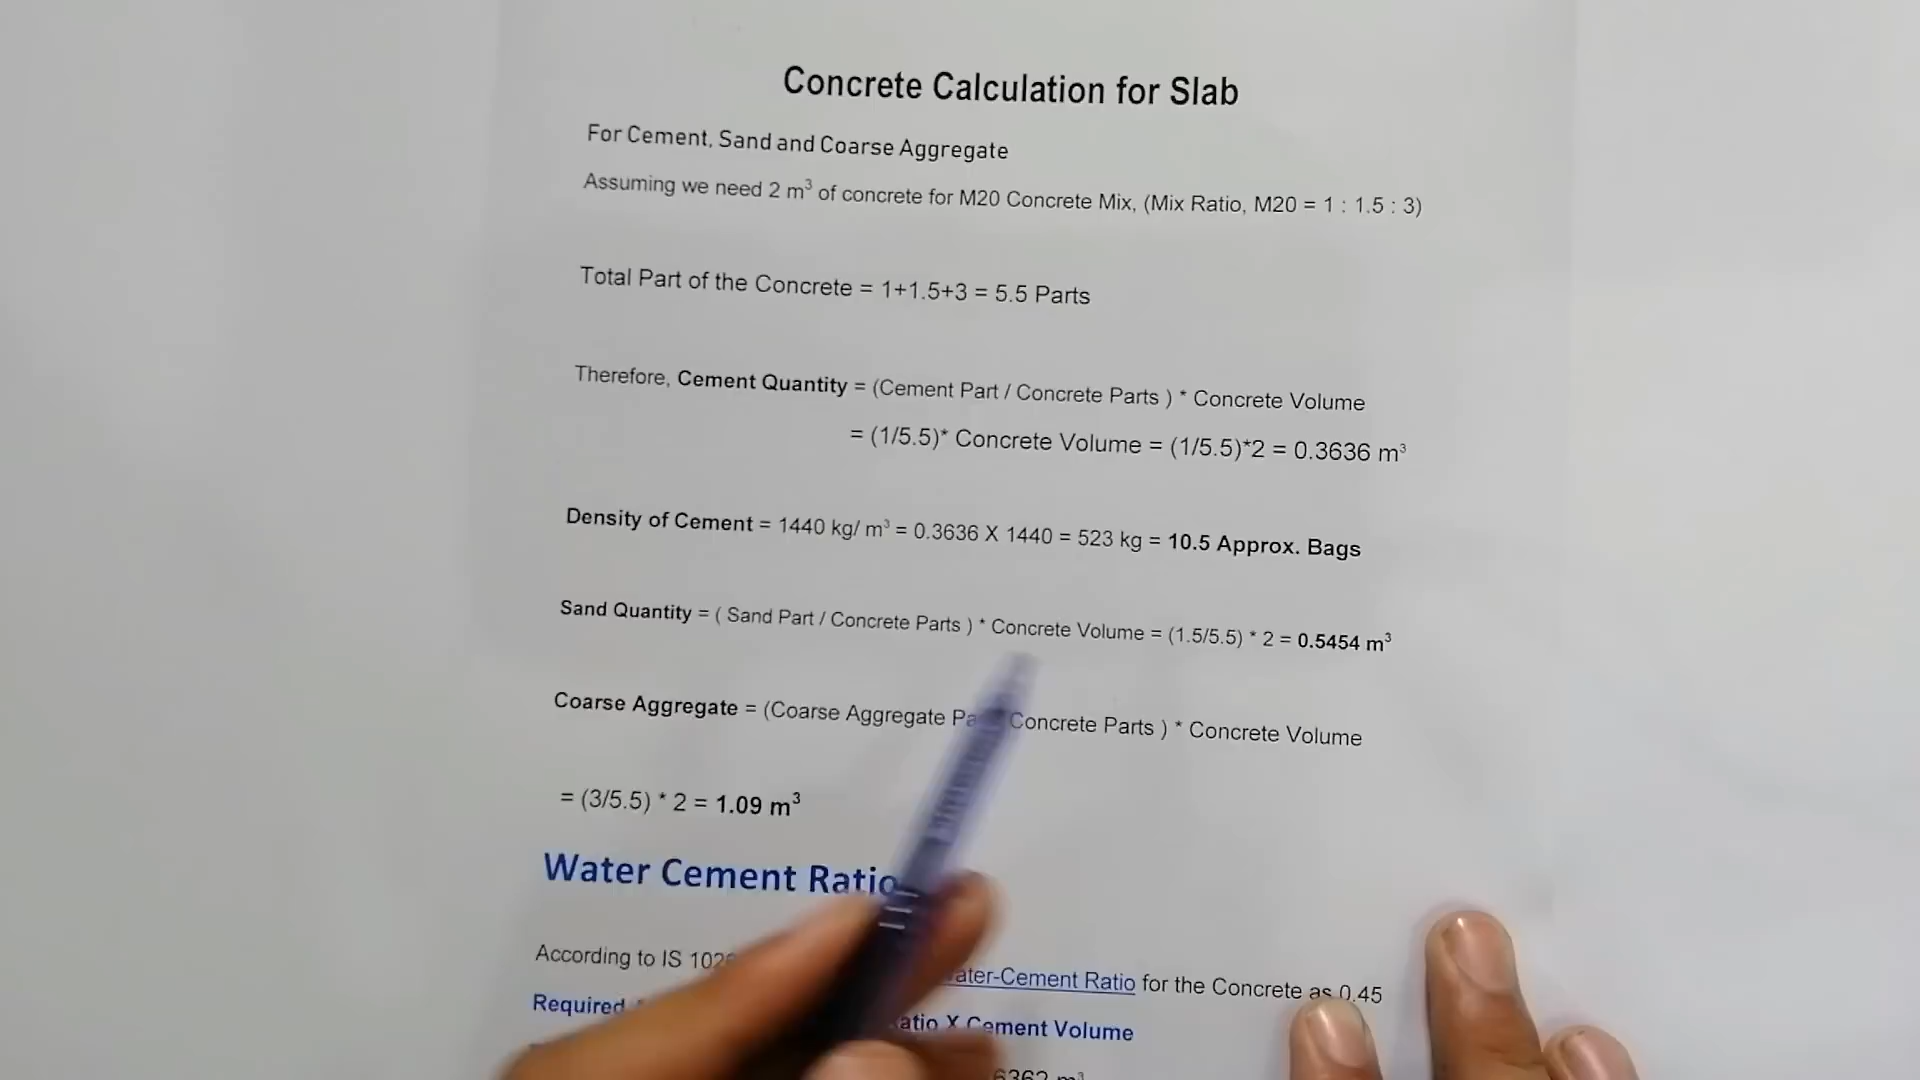 Concrete Calculation for Slab
For Cement, Sand and Coarse Aggregate
Assuming we need 2 m³ of concrete for M20 Concrete Mix, (Mix Ratio, M20 = 1 : 1.5 : 3)
Total Part of the Concrete = 1+1.5+3 = 5.5 Parts
Therefore, Cement Quantity = (Cement Part / Concrete Parts ) * Concrete Volume
= (1/5.5)* Concrete Volume = (1/5.5)*2 = 0.3636 m³
Density of Cement = 1440 kg/ m³ = 0.3636 X 1440 = 523 kg = 10.5 Approx. Bags
Sand Quantity = ( Sand Part / Concrete Parts ) * Concrete Volume = (1.5/5.5) * 2 = 0.5454 m³
Coarse Aggregate = (Coarse Aggregate Concrete Parts ) * Concrete Volume
= (3/5.5) * 2 = 1.09 m³
Water Cement Ratio
According to IS Water-Cement Ratio for the Concrete as 0.45
Required X Cement Volume